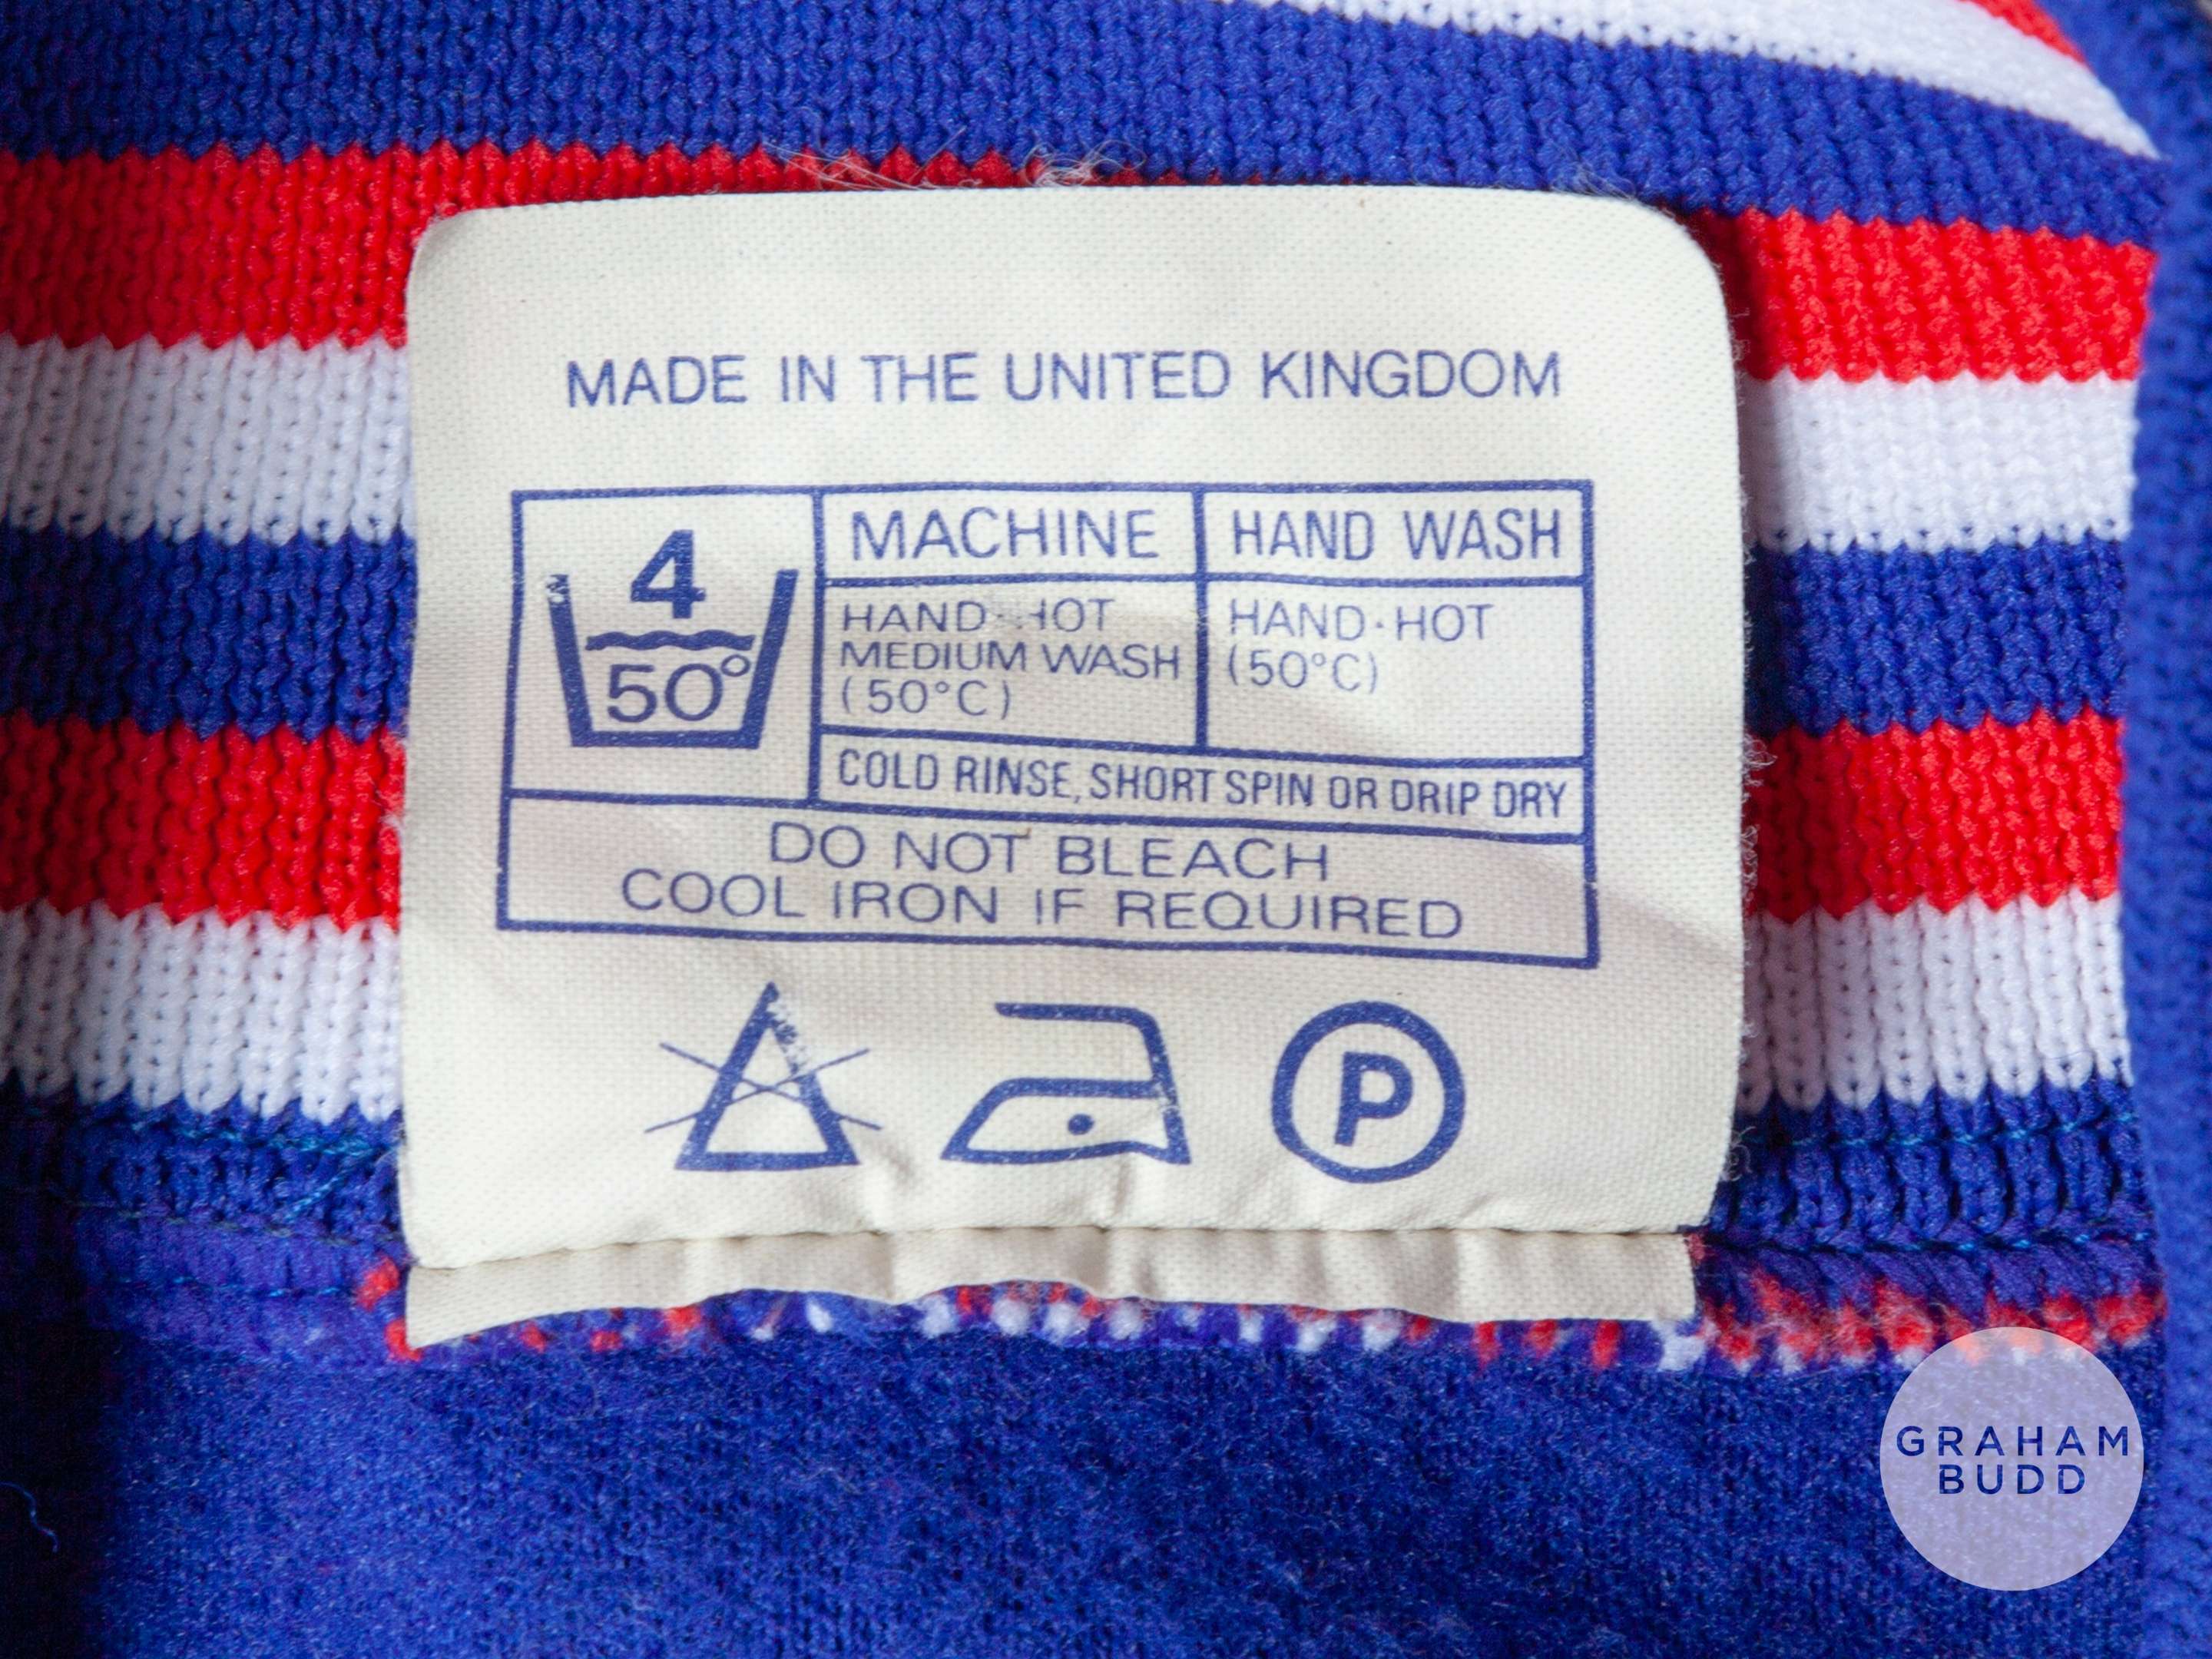 MADE IN THE UNITED KINGDOM
4
50°
MACHINE
HAND WASH
HAND·HOT
MEDIUM WASH
(50°C)
HAND·HOT
(50°C)
COLD RINSE, SHORT SPIN OR DRIP DRY
DO NOT BLEACH
COOL IRON IF REQUIRED
P
GRAHAM
BUDD